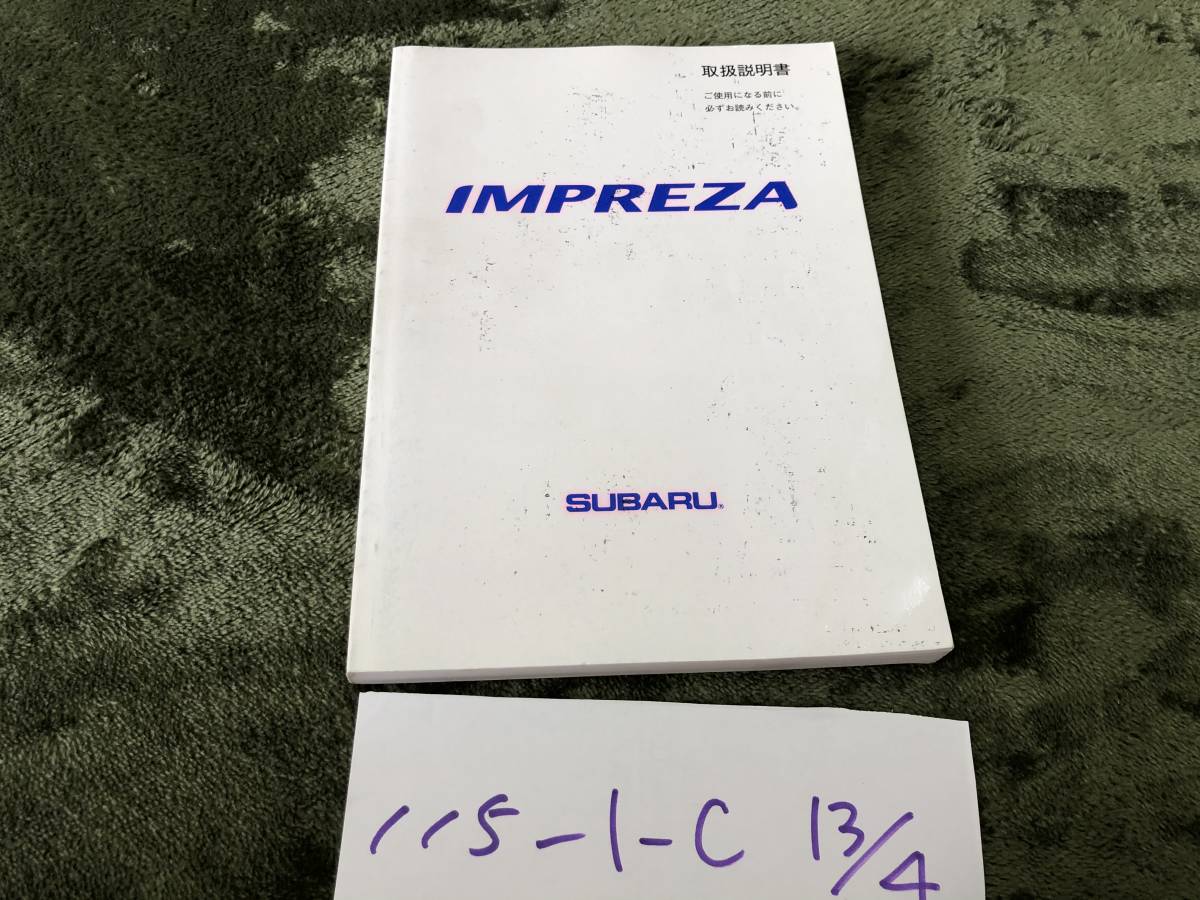 取扱説明書
ご使用になる前に
必ずお読みください。
IMPREZA
SUBARU®
115-1-C 13/4